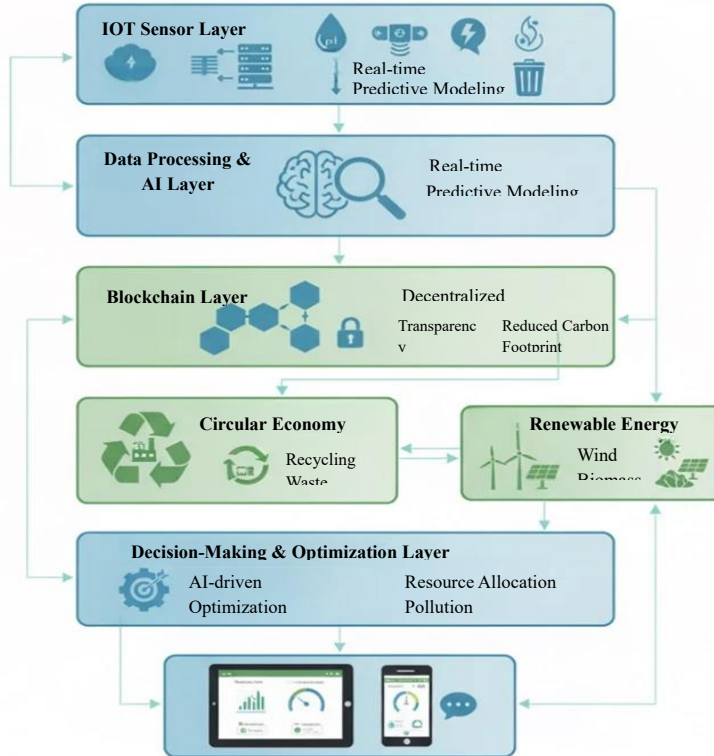 IOT Sensor Layer
Real-time
Predictive Modeling
Data Processing &
AI Layer
Real-time
Predictive Modeling
Blockchain Layer
Decentralized
Transparenc
y
Reduced Carbon
Footprint
Circular Economy
Recycling
Waste
Renewable Energy
Wind
Biomass
Decision-Making & Optimization Layer
AI-driven
Optimization
Resource Allocation
Pollution